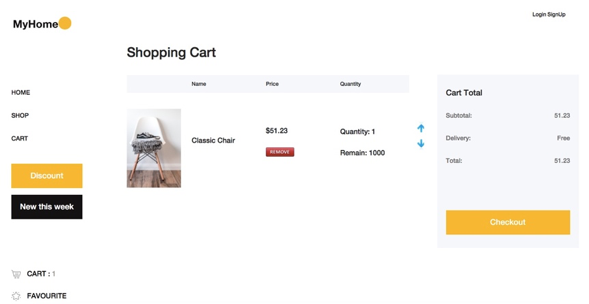 Login SignUp
MyHome
Shopping Cart
HOME
SHOP
CART
Discount
New this week
CART : 1
FAVOURITE
Name Price Quantity
Classic Chair
$51.23
REMOVE
Quantity: 1
Remain: 1000
Cart Total
Subtotal: 51.23
Delivery: Free
Total: 51.23
Checkout